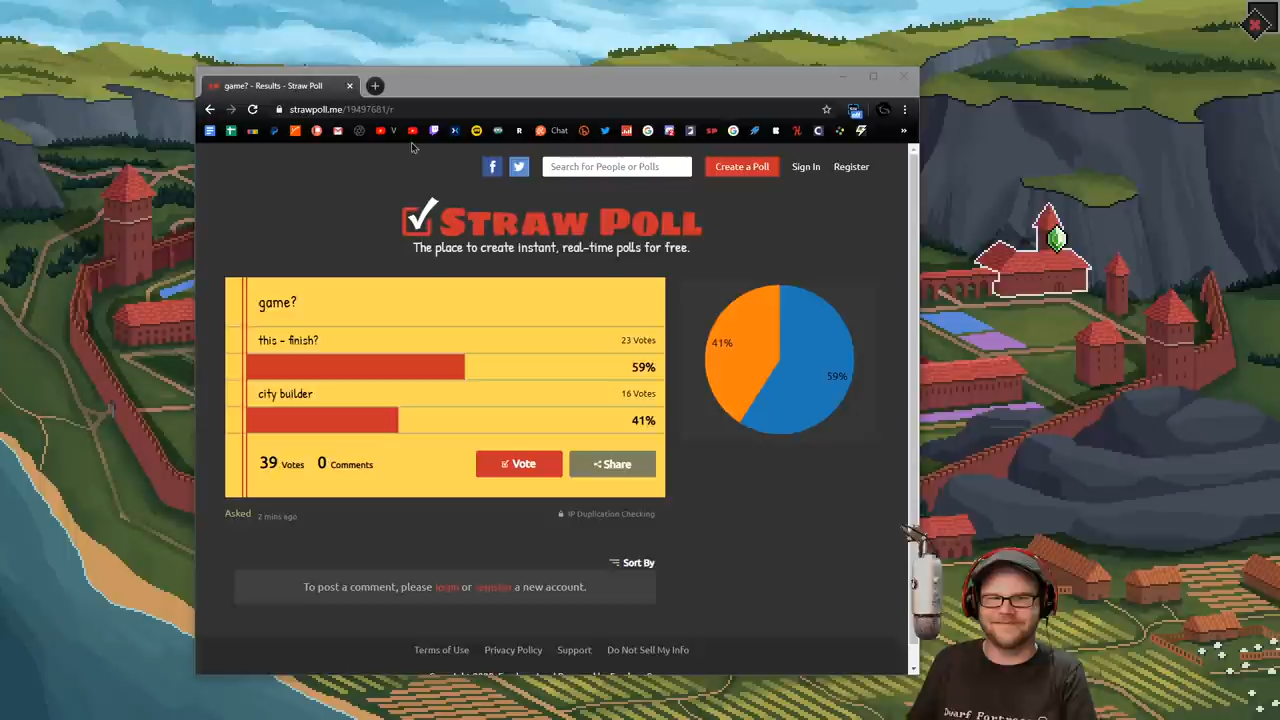 game? - Results - Straw Poll
strawpoll.me/19497681/r
V
Chat
Search for People or Polls
Create a Poll
Sign In
Register
STRAW POLL
The place to create instant, real-time polls for free.
game?
this - finish?
23 Votes
59%
city builder
16 Votes
41%
41%
59%
39 Votes
0 Comments
Vote
Share
Asked 2 mins ago
IP Duplication Checking
Sort By
To post a comment, please login or register a new account.
Terms of Use
Privacy Policy
Support
Do Not Sell My Info
Dwarf Fortress